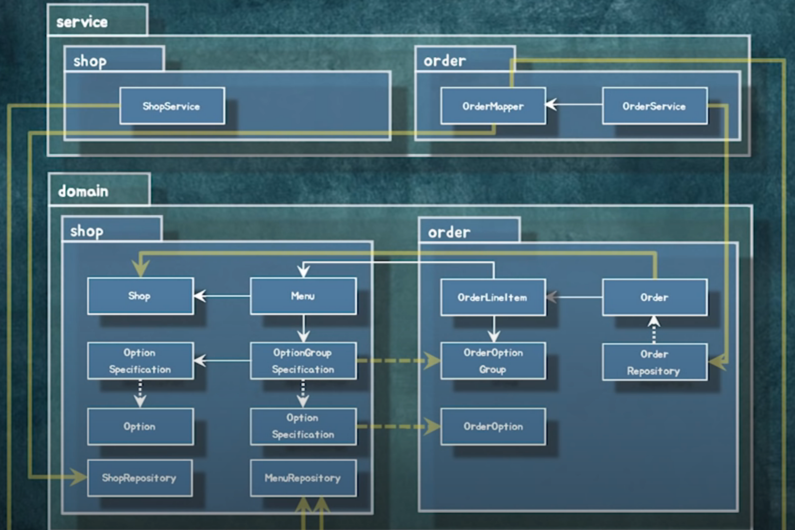 service
shop
order
ShopService
OrderMapper
OrderService
domain
shop
order
Shop
Menu
OrderLineItem
Order
Option
Specification
OptionGroup
Specification
OrderOption
Group
Order
Repository
Option
Option
Specification
OrderOption
ShopRepository
MenuRepository